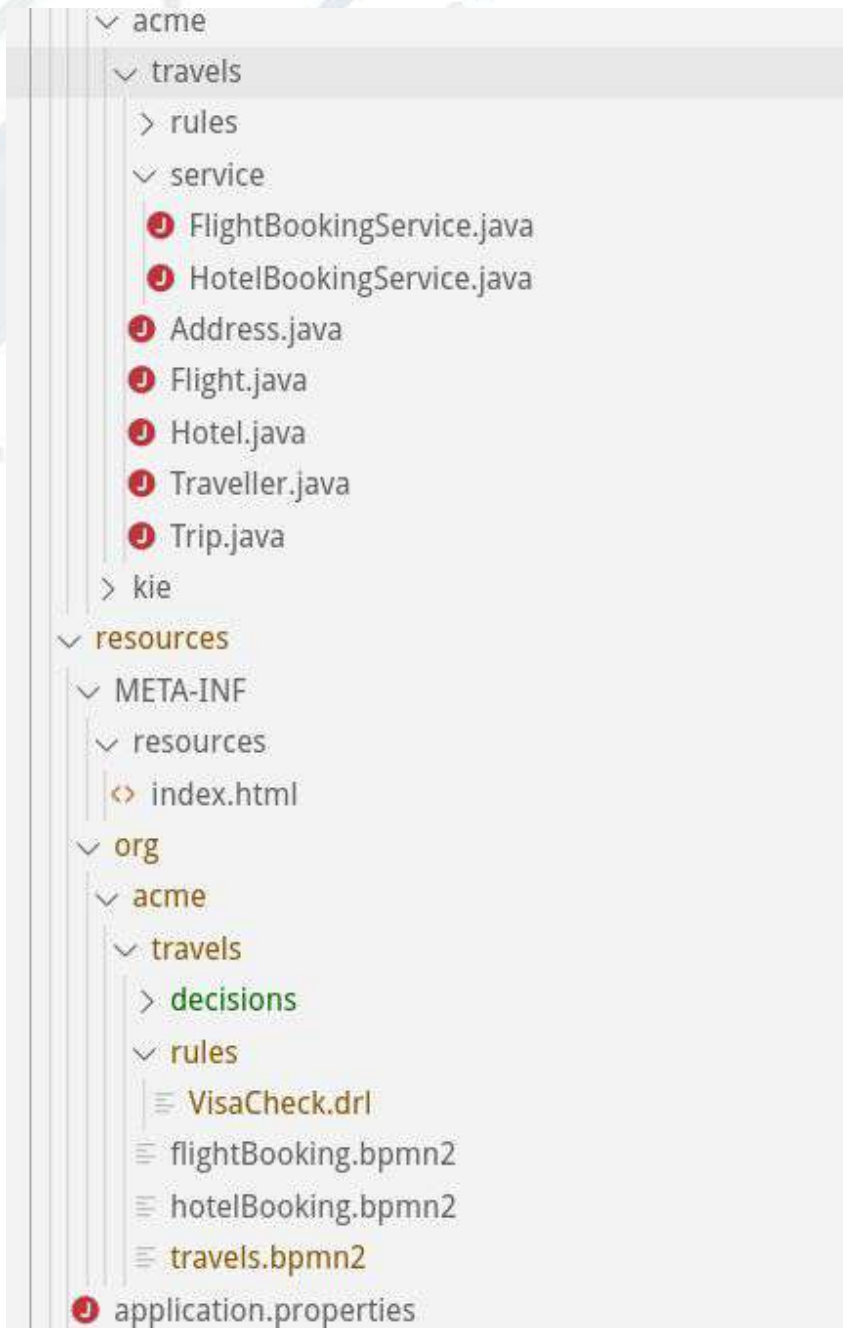 acme
travels
rules
service
FlightBookingService.java
HotelBookingService.java
Address.java
Flight.java
Hotel.java
Traveller.java
Trip.java
kie
resources
META-INF
resources
index.html
org
acme
travels
decisions
rules
VisaCheck.drl
flightBooking.bpmn2
hotelBooking.bpmn2
travels.bpmn2
application.properties